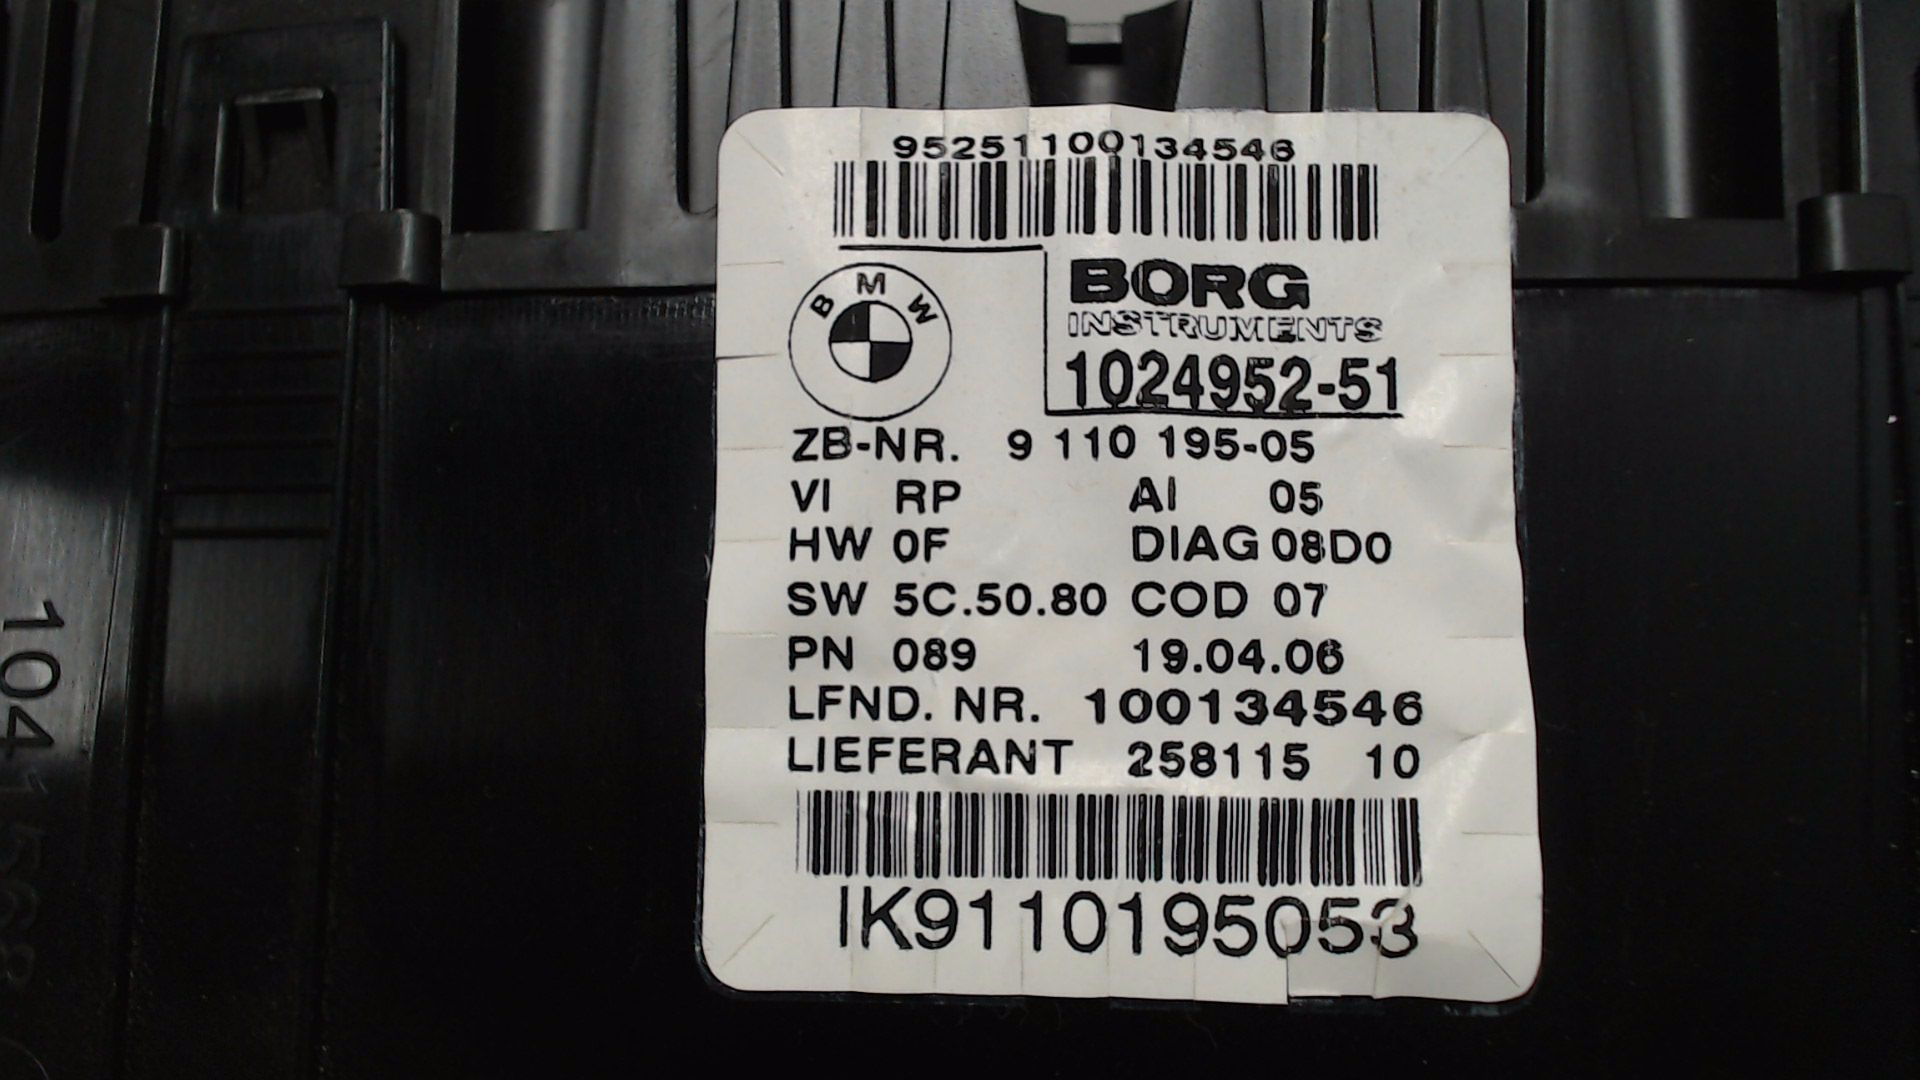 95251100134546
BMW
BORG
INSTRUMENTS
1024952-51
ZB-NR. 9 110 195-05
VI RP AI 05
HW 0F DIAG 08D0
SW 5C.50.80 COD 07
PN 089 19.04.06
LFND. NR. 100134546
LIEFERANT 258115 10
IK9110195053